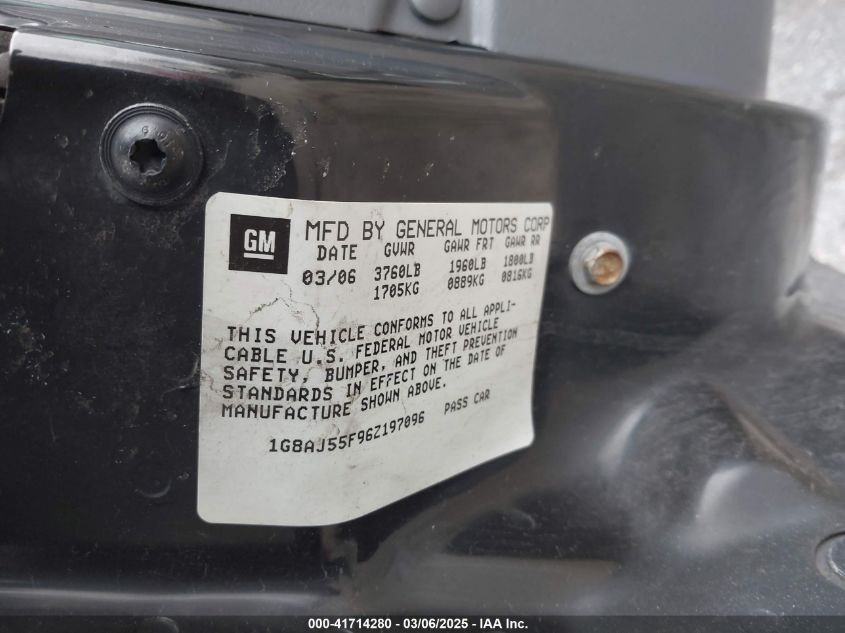 GM
MFD BY GENERAL MOTORS CORP
DATE GVWR GAWR FRT GAWR RR
03/06 3760LB 1960LB 1800LB
1705KG 0889KG 0816KG
THIS VEHICLE CONFORMS TO ALL APPLI-
CABLE U.S. FEDERAL MOTOR VEHICLE
SAFETY, BUMPER, AND THEFT PREVENTION
STANDARDS IN EFFECT ON THE DATE OF
MANUFACTURE SHOWN ABOVE.
1G8AJ55F96Z197096 PASS CAR
000-41714280 - 03/06/2025 - IAA Inc.